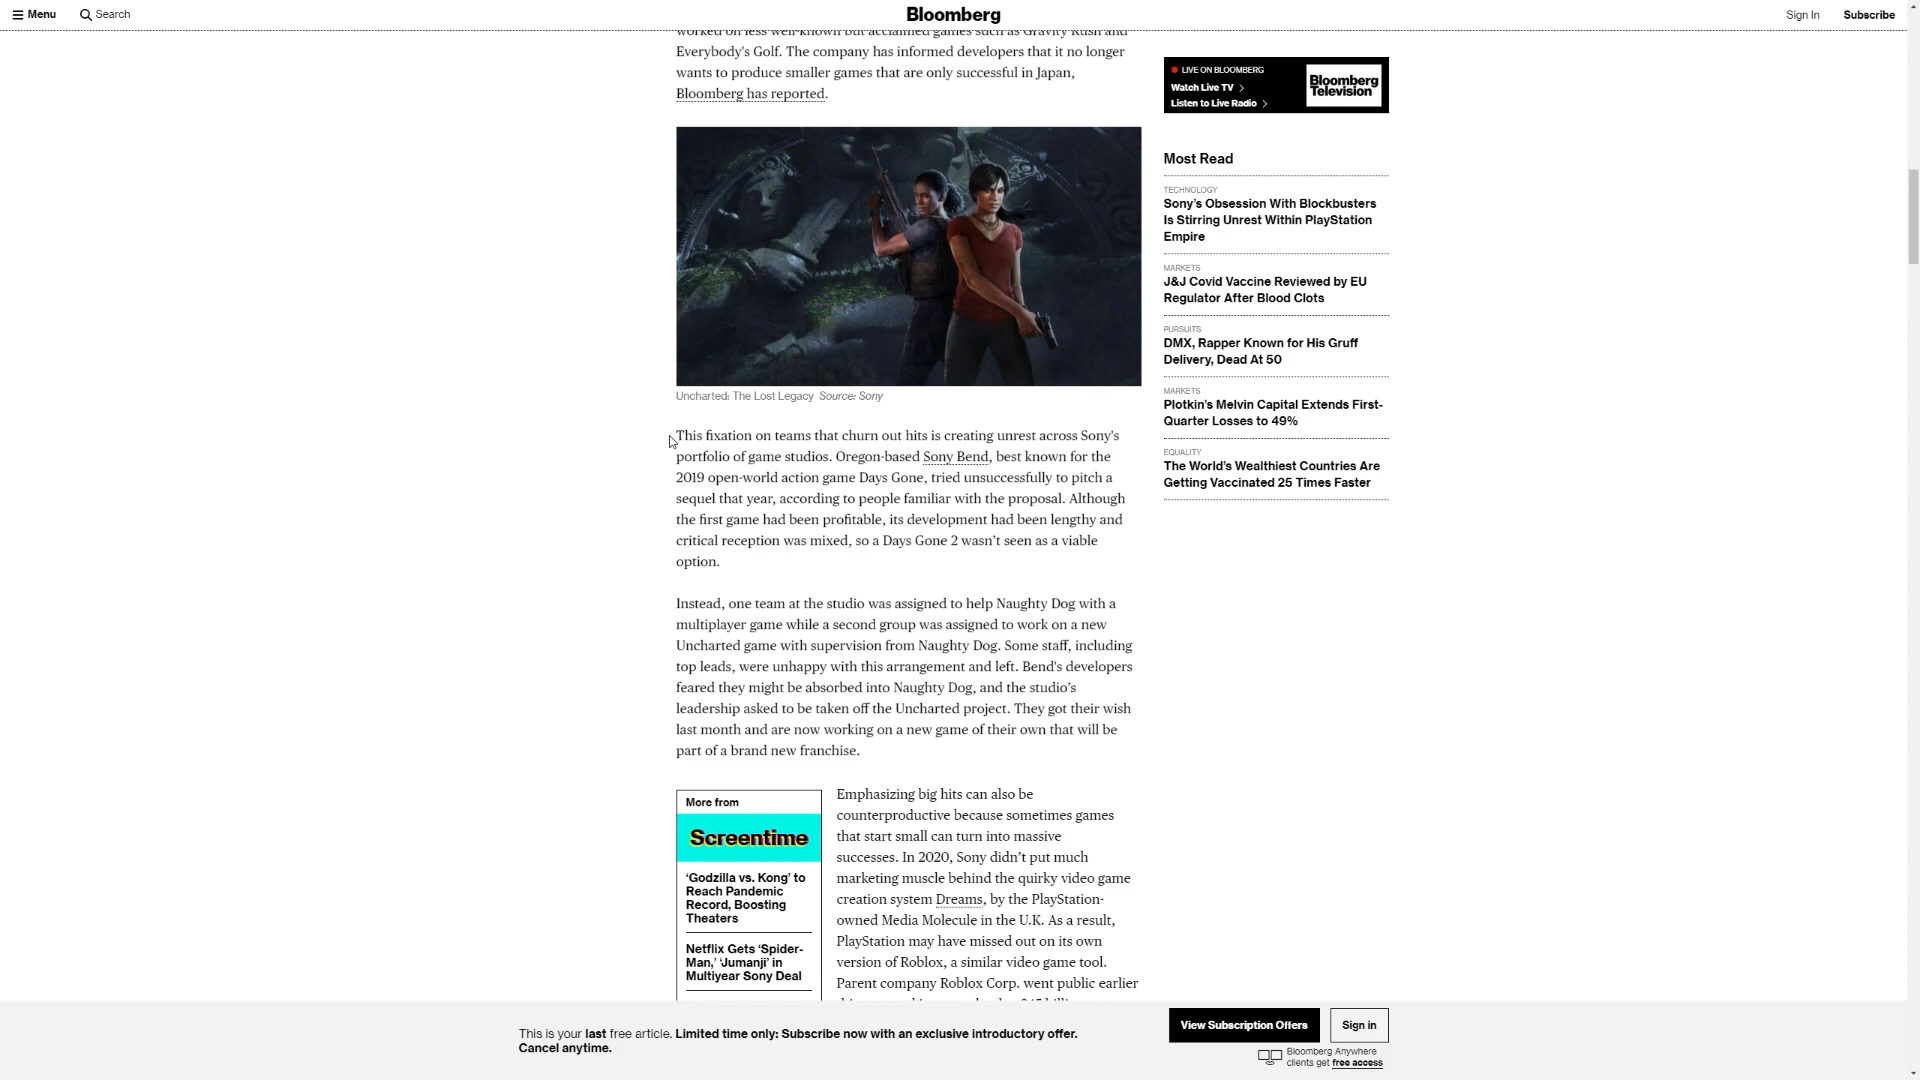 Menu
Search
Bloomberg
Sign In
Subscribe
worked on less well-known but acclaimed games such as Gravity Rush and
Everybody's Golf. The company has informed developers that it no longer
wants to produce smaller games that are only successful in Japan,
Bloomberg has reported.
Uncharted: The Lost Legacy Source: Sony
This fixation on teams that churn out hits is creating unrest across Sony's
portfolio of game studios. Oregon-based Sony Bend, best known for the
2019 open-world action game Days Gone, tried unsuccessfully to pitch a
sequel that year, according to people familiar with the proposal. Although
the first game had been profitable, its development had been lengthy and
critical reception was mixed, so a Days Gone 2 wasn't seen as a viable
option.
Instead, one team at the studio was assigned to help Naughty Dog with a
multiplayer game while a second group was assigned to work on a new
Uncharted game with supervision from Naughty Dog. Some staff, including
top leads, were unhappy with this arrangement and left. Bend's developers
feared they might be absorbed into Naughty Dog, and the studio’s
leadership asked to be taken off the Uncharted project. They got their wish
last month and are now working on a new game of their own that will be
part of a brand new franchise.
More from
Screentime
‘Godzilla vs. Kong’ to
Reach Pandemic
Record, Boosting
Theaters
Netflix Gets ‘Spider-
Man,’ ‘Jumanji’ in
Multiyear Sony Deal
Emphasizing big hits can also be
counterproductive because sometimes games
that start small can turn into massive
successes. In 2020, Sony didn’t put much
marketing muscle behind the quirky video game
creation system Dreams, by the PlayStation-
owned Media Molecule in the U.K. As a result,
PlayStation may have missed out on its own
version of Roblox, a similar video game tool.
Parent company Roblox Corp. went public earlier
LIVE ON BLOOMBERG
Watch Live TV
Listen to Live Radio
Bloomberg
Television
Most Read
TECHNOLOGY
Sony’s Obsession With Blockbusters
Is Stirring Unrest Within PlayStation
Empire
MARKETS
J&J Covid Vaccine Reviewed by EU
Regulator After Blood Clots
PURSUITS
DMX, Rapper Known for His Gruff
Delivery, Dead At 50
MARKETS
Plotkin’s Melvin Capital Extends First-
Quarter Losses to 49%
EQUALITY
The World’s Wealthiest Countries Are
Getting Vaccinated 25 Times Faster
This is your last free article. Limited time only: Subscribe now with an exclusive introductory offer.
Cancel anytime.
View Subscription Offers
Sign in
Bloomberg Anywhere
clients get free access